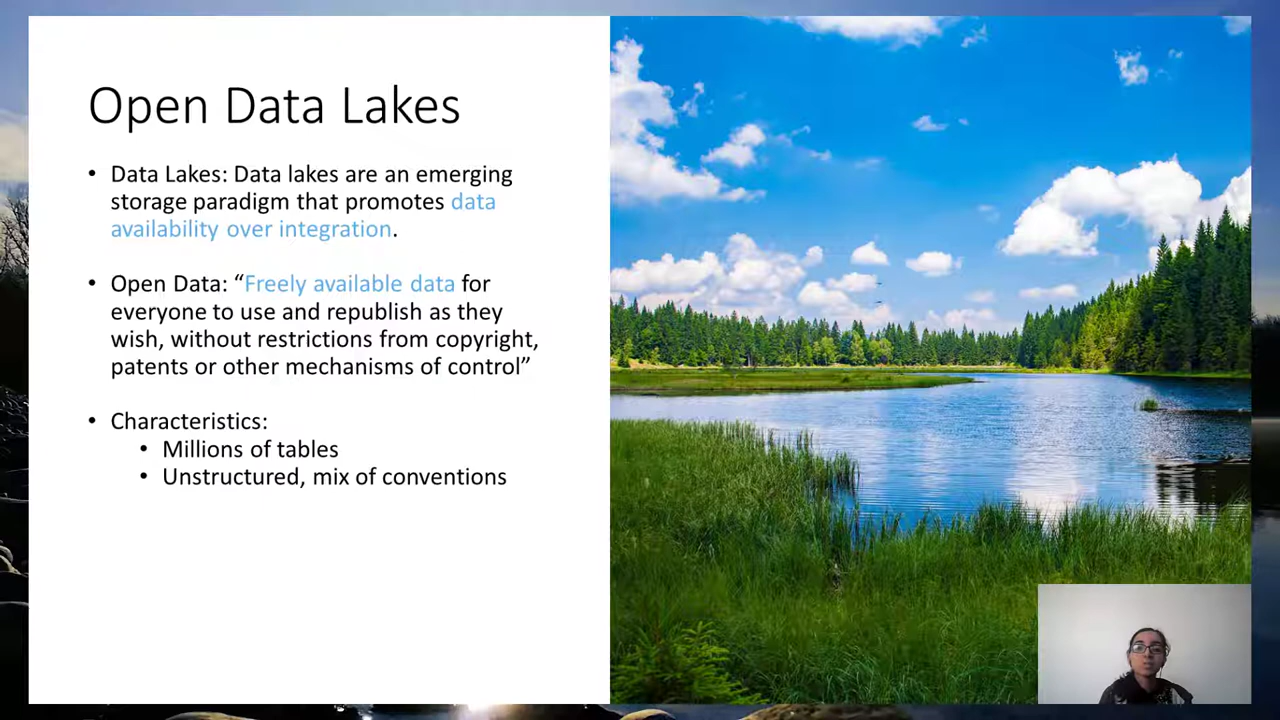 Open Data Lakes
• Data Lakes: Data lakes are an emerging
storage paradigm that promotes data
availability over integration.
• Open Data: “Freely available data for
everyone to use and republish as they
wish, without restrictions from copyright,
patents or other mechanisms of control”
• Characteristics:
• Millions of tables
• Unstructured, mix of conventions